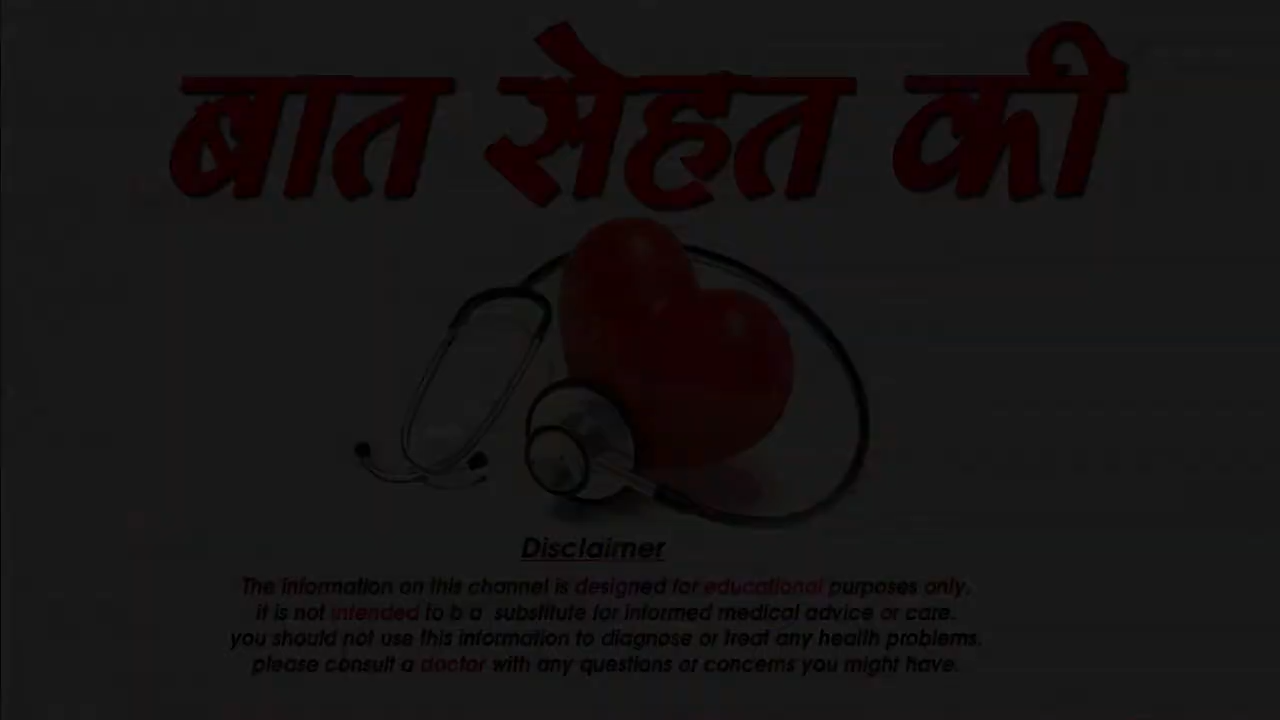 बात सेहत की
Disclaimer
The information on this channel is designed for educational purposes only.
it is not intended to b a substitute for informed medical advice or care.
you should not use this information to diagnose or treat any health problems.
please consult a doctor with any questions or concerns you might have.